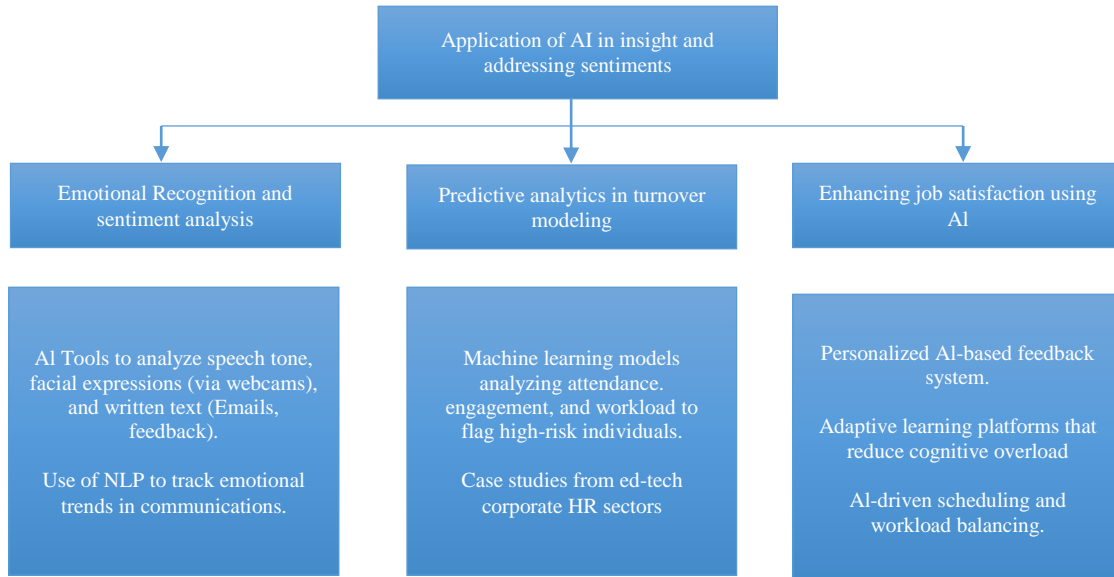 Application of AI in insight and
addressing sentiments
Emotional Recognition and
sentiment analysis
Predictive analytics in turnover
modeling
Enhancing job satisfaction using
Al
Al Tools to analyze speech tone,
facial expressions (via webcams),
and written text (Emails,
feedback).
Use of NLP to track emotional
trends in communications.
Machine learning models
analyzing attendance.
engagement, and workload to
flag high-risk individuals.
Case studies from ed-tech
corporate HR sectors
Personalized Al-based feedback
system.
Adaptive learning platforms that
reduce cognitive overload
Al-driven scheduling and
workload balancing.